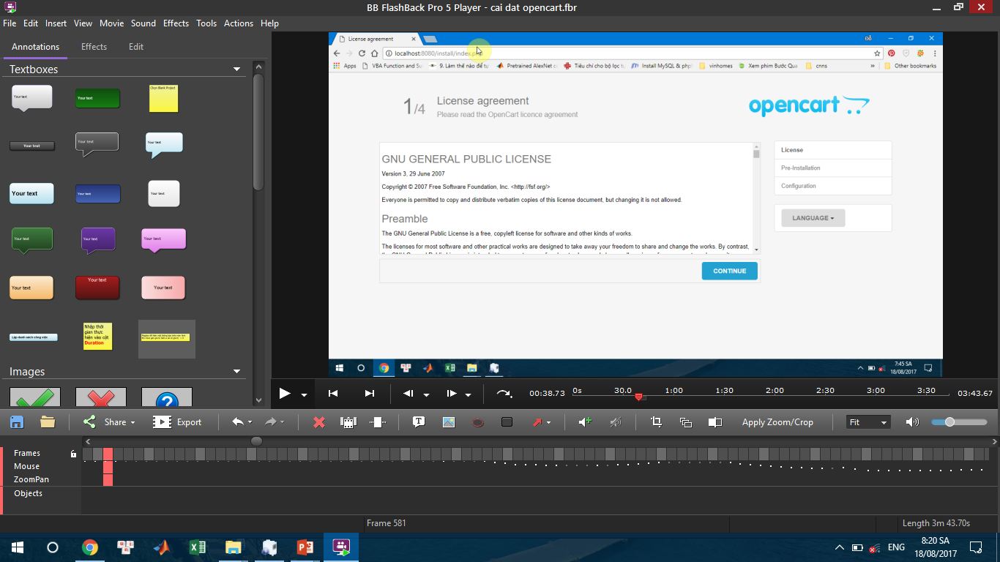 BB FlashBack Pro 5 Player - cai dat opencart.fbr
File Edit Insert View Movie Sound Effects Tools Actions Help
Annotations Effects Edit
Textboxes
Your text
Your text
Chọn Blank Project
Your text
Your text
Your text
Your text
Your text
Your text
Your text
Your text
Your text
Your text
Your text
Your text
Lập danh sách công việc
Nhập thời
gian thực
hiện vào cột
Duration
Images
License agreement
Đỗ
localhost:8080/install/index.php
Apps VBA Function and Su 9. Làm thế nào để tự Pretrained AlexNet c Tiêu chí cho bộ lọc t Install MySQL & php vinhomes Xem phim Bước Qua cnns » Other bookmarks
1/4
License agreement
Please read the OpenCart licence agreement
opencart
GNU GENERAL PUBLIC LICENSE
Version 3, 29 June 2007
Copyright © 2007 Free Software Foundation, Inc. <http://fsf.org/>
Everyone is permitted to copy and distribute verbatim copies of this license document, but changing it is not allowed.
Preamble
The GNU General Public License is a free, copyleft license for software and other kinds of works.
The licenses for most software and other practical works are designed to take away your freedom to share and change the works. By contrast,
CONTINUE
License
Pre-Installation
Configuration
LANGUAGE
7:45 SA
18/08/2017
00:38.73 0s 30.0 1:00 1:30 2:00 2:30 3:00 3:30 03:43.67
Share Export Apply Zoom/Crop Fit
Frames
Mouse
ZoomPan
Objects
Frame 581 Length 3m 43.70s
ENG
8:20 SA
18/08/2017